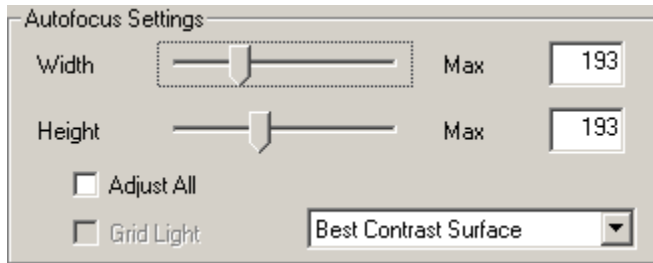 Autofocus Settings
Width Max 193
Height Max 193
Adjust All
Grid Light Best Contrast Surface